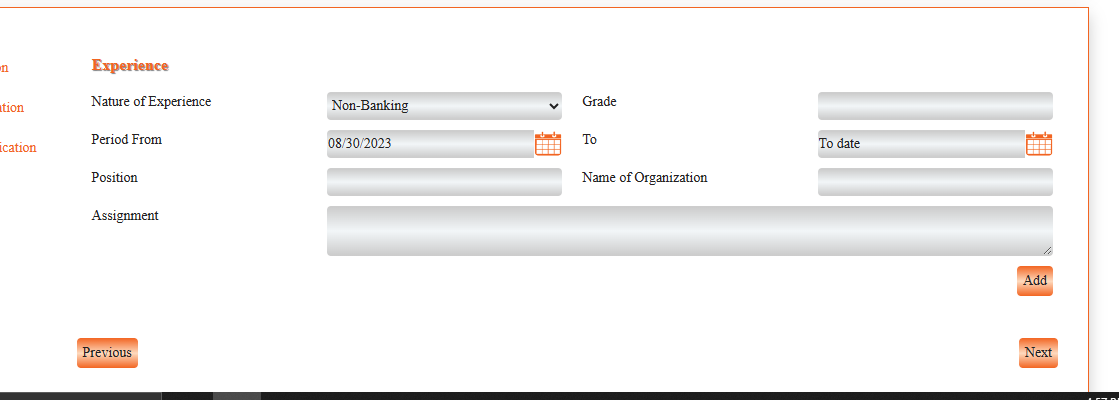 Experience
on
Nature of Experience Non-Banking Grade
ation
Period From 08/30/2023 To To date
ication
Position Name of Organization
Assignment
Add
Previous Next